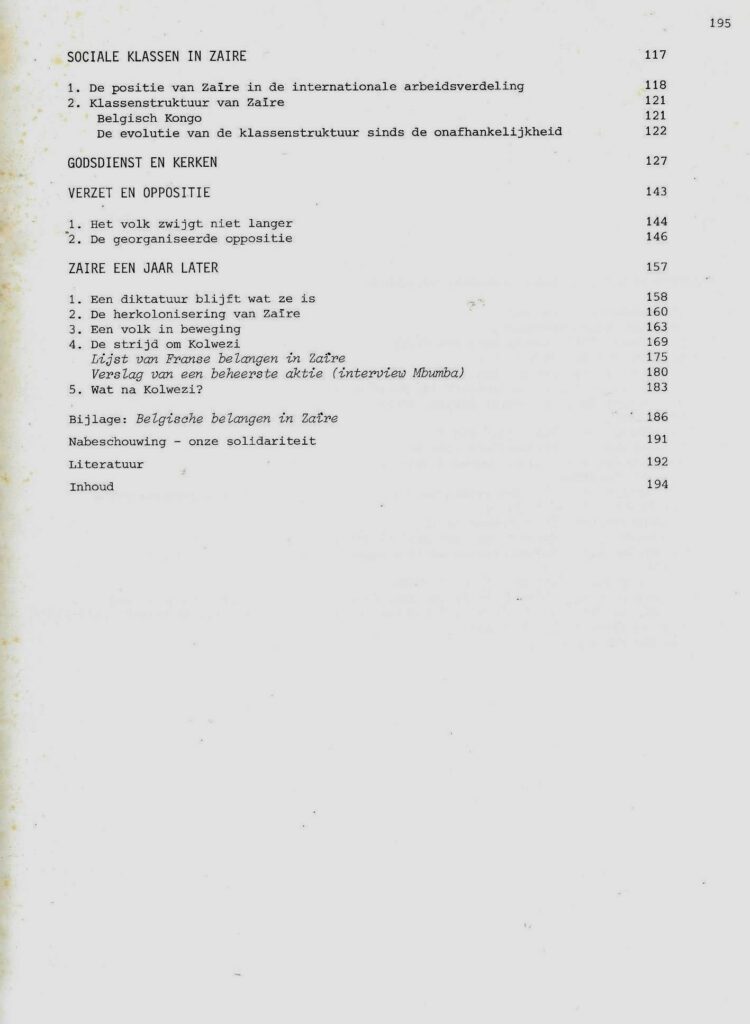 195
SOCIALE KLASSEN IN ZAIRE 117
1. De positie van Zaïre in de internationale arbeidsverdeling 118
2. Klassenstruktuur van Zaïre 121
Belgisch Kongo 121
De evolutie van de klassenstruktuur sinds de onafhankelijkheid 122
GODSDIENST EN KERKEN 127
VERZET EN OPPOSITIE 143
1. Het volk zwijgt niet langer 144
2. De georganiseerde oppositie 146
ZAIRE EEN JAAR LATER 157
1. Een diktatuur blijft wat ze is 158
2. De herkolonisering van Zaïre 160
3. Een volk in beweging 163
4. De strijd om Kolwezi 169
Lijst van Franse belangen in Zaïre 175
Verslag van een beheerste aktie (interview Mbumba) 180
5. Wat na Kolwezi? 183
Bijlage: Belgische belangen in Zaïre 186
Nabeschouwing - onze solidariteit 191
Literatuur 192
Inhoud 194